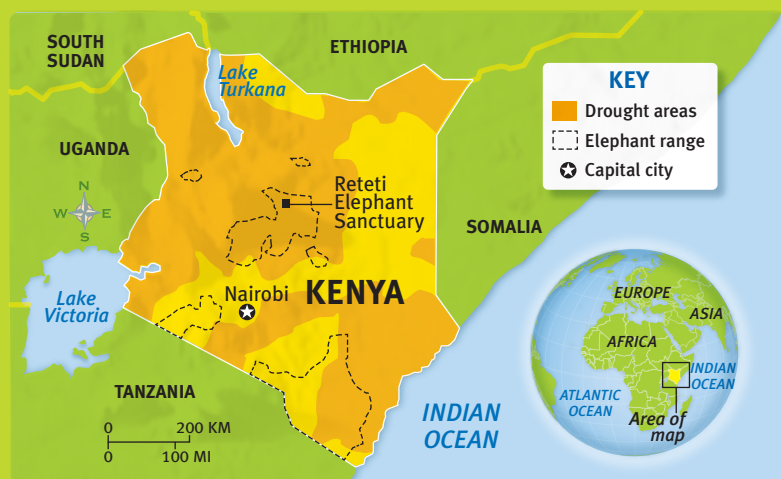 SOUTH
SUDAN
ETHIOPIA
Lake
Turkana
KEY
Drought areas
Elephant range
Capital city
UGANDA
N
W E
S
Reteti
Elephant
Sanctuary
SOMALIA
Lake
Victoria
Nairobi
KENYA
EUROPE
ASIA
AFRICA
INDIAN
OCEAN
ATLANTIC
OCEAN
Area of
map
TANZANIA
INDIAN
OCEAN
0 200 KM
0 100 MI